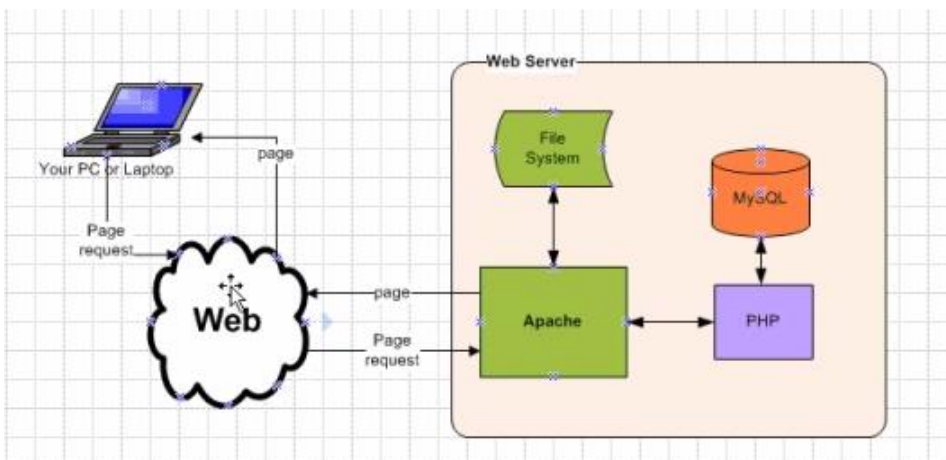 Web Server
File
System
MySQL
page
Your PC or Laptop
Page
request
page
Web
Apache
PHP
Page
request